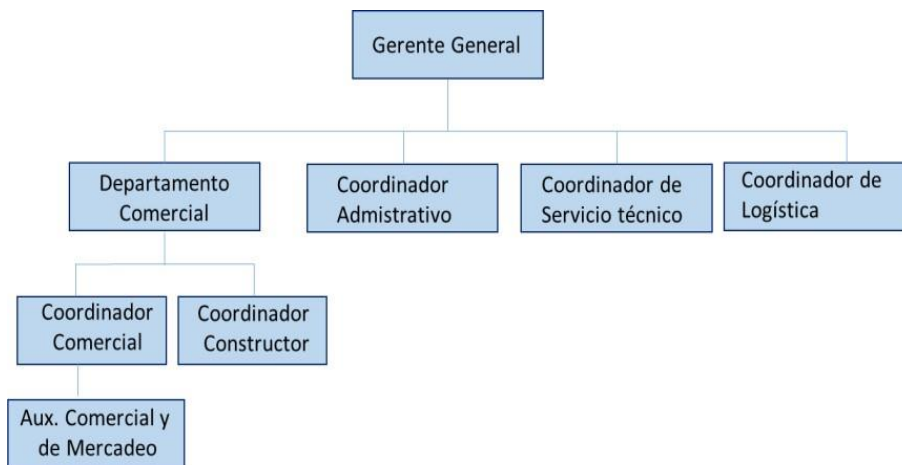 Gerente General
Departamento
Comercial
Coordinador
Admistrativo
Coordinador de
Servicio técnico
Coordinador de
Logística
Coordinador
Comercial
Coordinador
Constructor
Aux. Comercial y
de Mercadeo